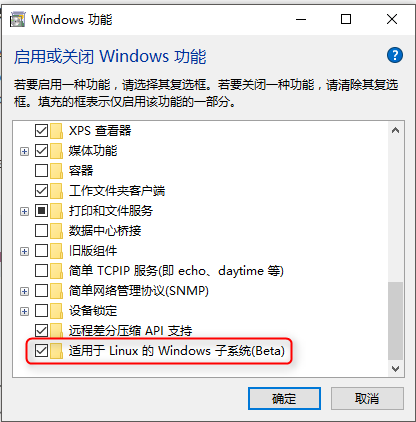 Windows 功能
启用或关闭 Windows 功能
若要启用一种功能，请选择其复选框。若要关闭一种功能，请清除其复选
框。填充的框表示仅启用该功能的一部分。
XPS 查看器
媒体功能
容器
工作文件夹客户端
打印和文件服务
数据中心桥接
旧版组件
简单 TCPIP 服务(即 echo、daytime 等)
简单网络管理协议(SNMP)
设备锁定
远程差分压缩 API 支持
适用于 Linux 的 Windows 子系统(Beta)
确定
取消